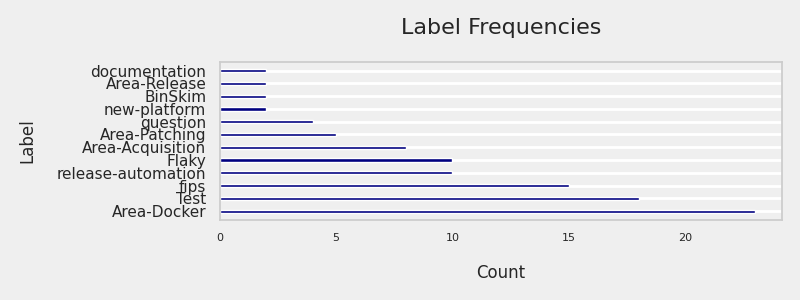 Label Frequencies
documentation
Area-Release
BinSkim
new-platform
question
Area-Patching
Area-Acquisition
Flaky
release-automation
fips
Test
Area-Docker
Label
0 5 10 15 20
Count